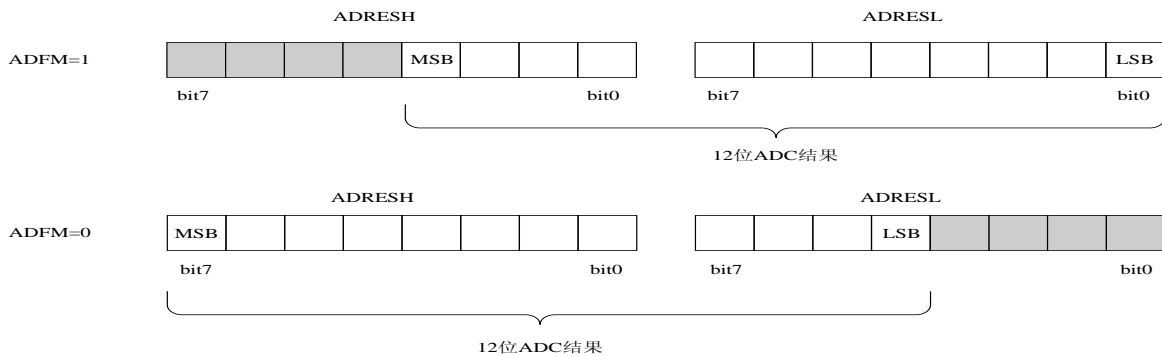 ADRESH ADRESL
ADFM=1 MSB LSB
bit7 bit0 bit7 bit0
12位ADC结果
ADRESH ADRESL
ADFM=0 MSB LSB
bit7 bit0 bit7 bit0
12位ADC结果